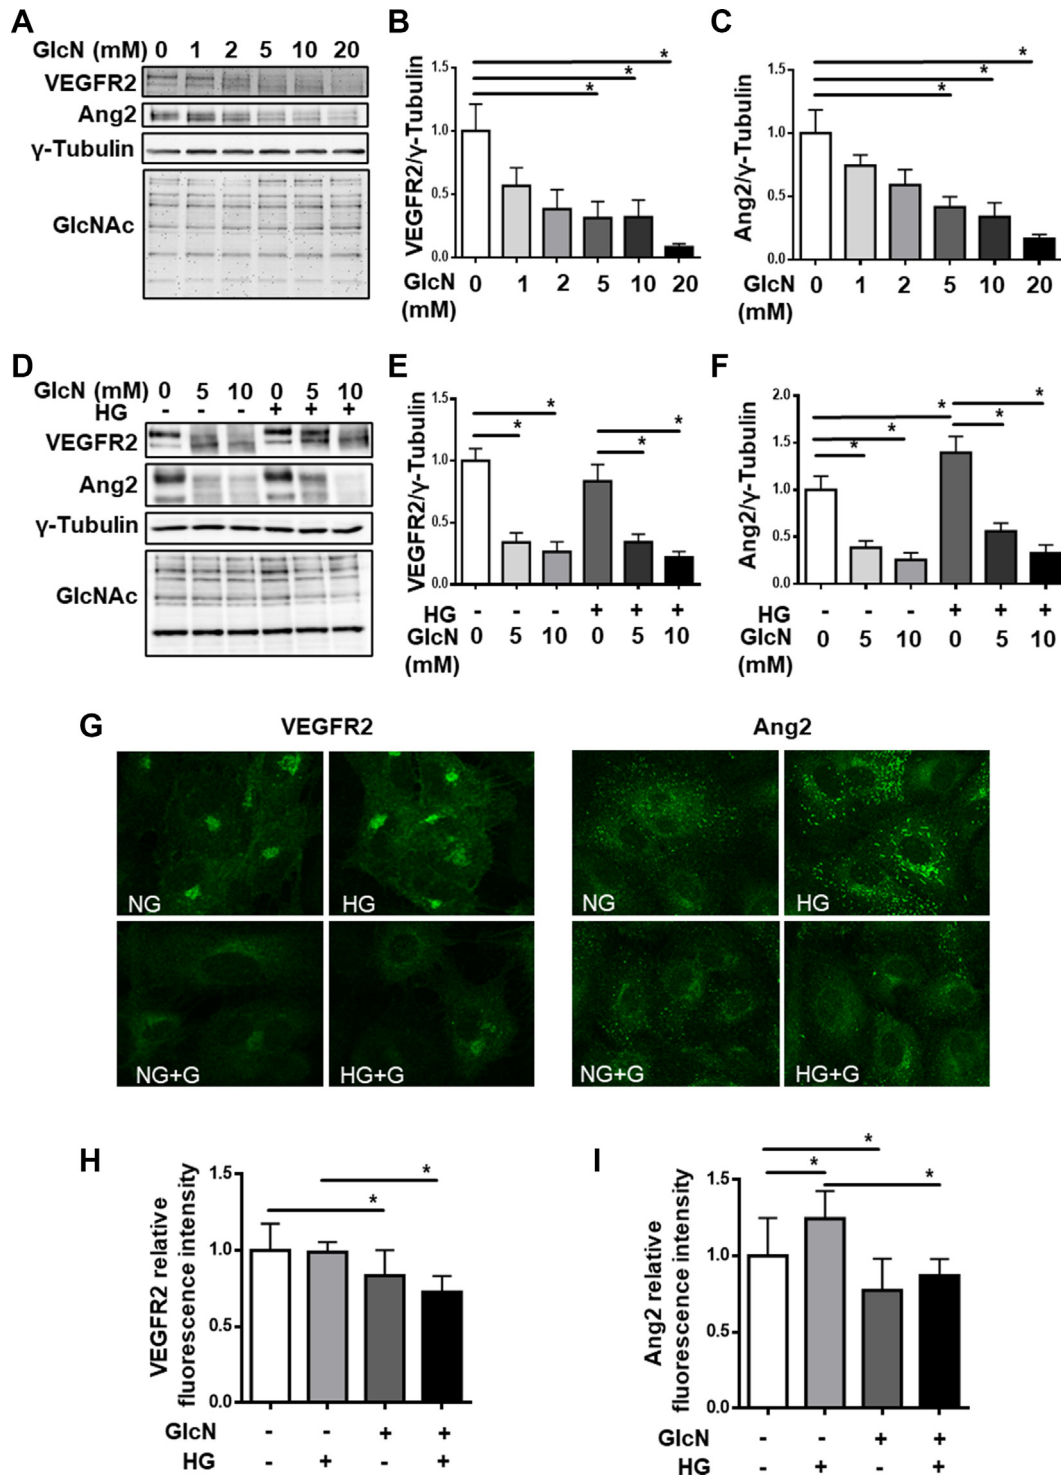 A
GlcN (mM) 0 1 2 5 10 20
VEGFR2
Ang2
γ-Tubulin
GlcNAc
B
VEGFR2/γ-Tubulin
1.5
1.0
0.5
0.0
* * *
GlcN 0 1 2 5 10 20
(mM)
C
Ang2/γ-Tubulin
1.5
1.0
0.5
0.0
* * *
GlcN 0 1 2 5 10 20
(mM)
D
GlcN (mM) 0 5 10 0 5 10
HG - - - + + +
VEGFR2
Ang2
γ-Tubulin
GlcNAc
E
VEGFR2/γ-Tubulin
1.5
1.0
0.5
0.0
* * * *
HG - - - + + +
GlcN 0 5 10 0 5 10
(mM)
F
Ang2/γ-Tubulin
2.0
1.5
1.0
0.5
0.0
* * * * *
HG - - - + + +
GlcN 0 5 10 0 5 10
(mM)
G
VEGFR2
Ang2
NG HG NG HG
NG+G HG+G NG+G HG+G
H
VEGFR2 relative
fluorescence intensity
1.5
1.0
0.5
0.0
* *
GlcN - - + +
HG - + - +
I
Ang2 relative
fluorescence intensity
1.5
1.0
0.5
0.0
* * *
GlcN - - + +
HG - + - +